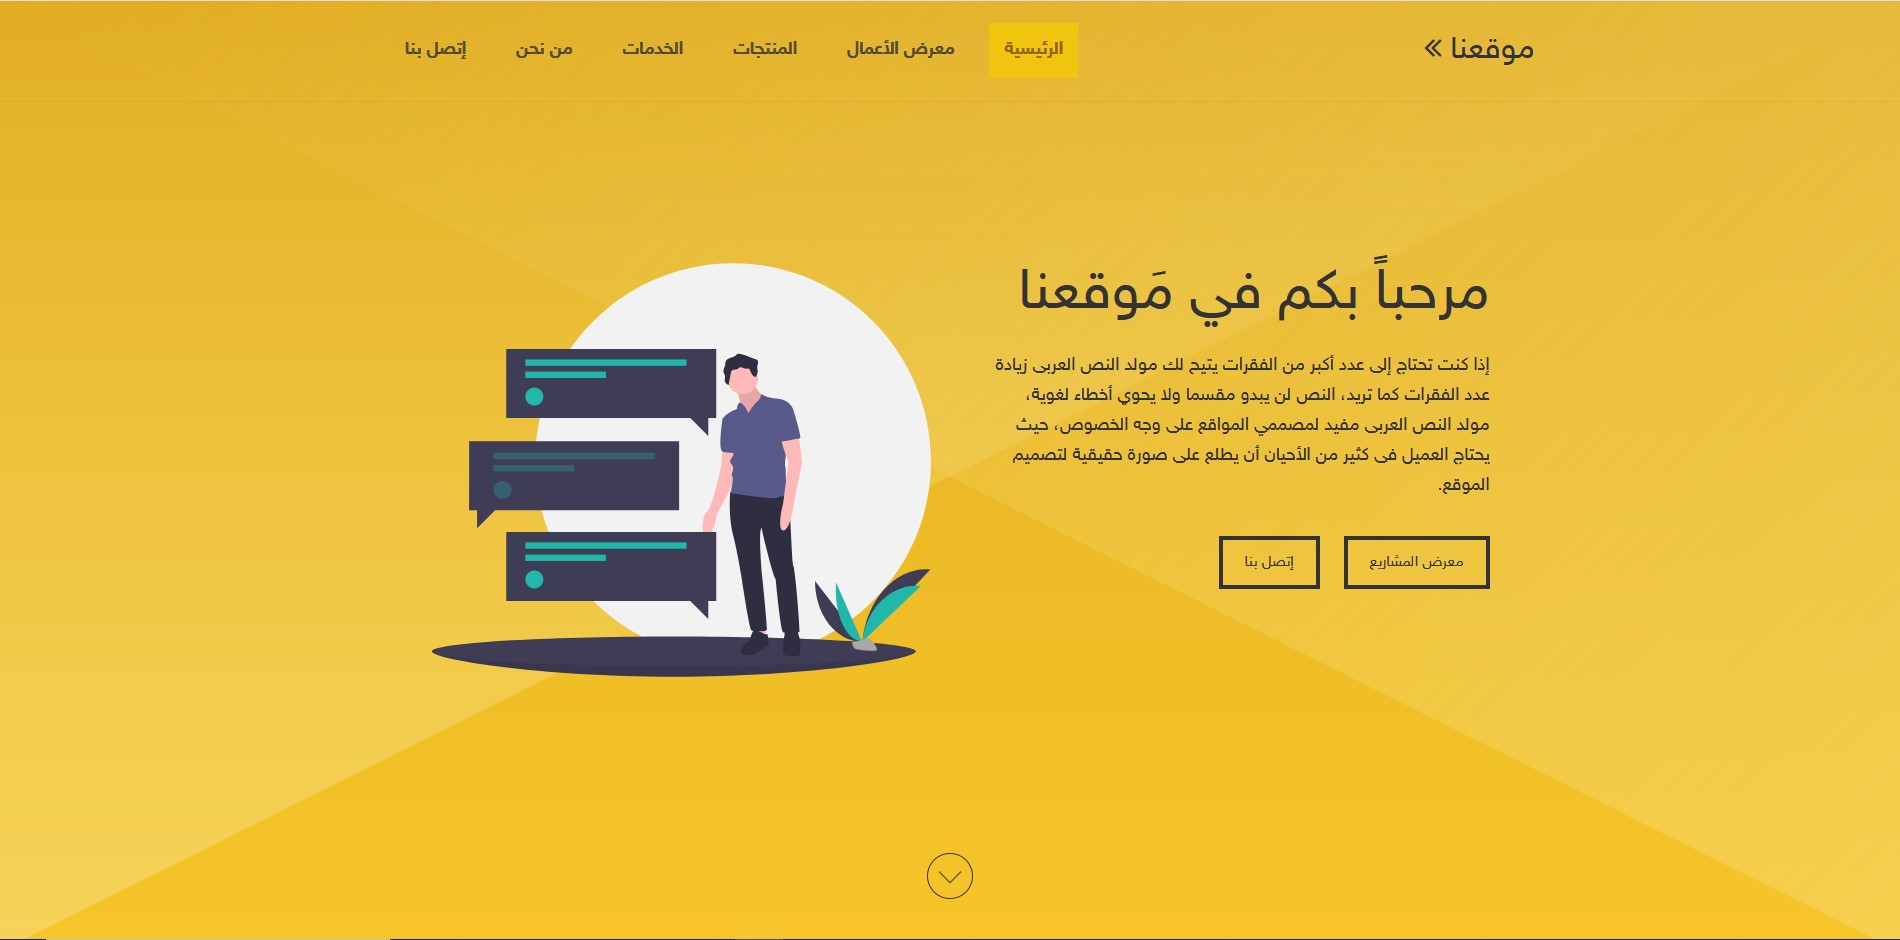 موقعنا »
الرئيسية
معرض الأعمال
المنتجات
الخدمات
من نحن
إتصل بنا
مرحباً بكم في مَوقعنا
إذا كنت تحتاج إلى عدد أكبر من الفقرات يتيح لك مولد النص العربى زيادة
عدد الفقرات كما تريد، النص لن يبدو مقسما ولا يحوي أخطاء لغوية،
مولد النص العربى مفيد لمصممي المواقع على وجه الخصوص، حيث
يحتاج العميل فى كثير من الأحيان أن يطلع على صورة حقيقية لتصميم
الموقع.
معرض المشاريع
إتصل بنا